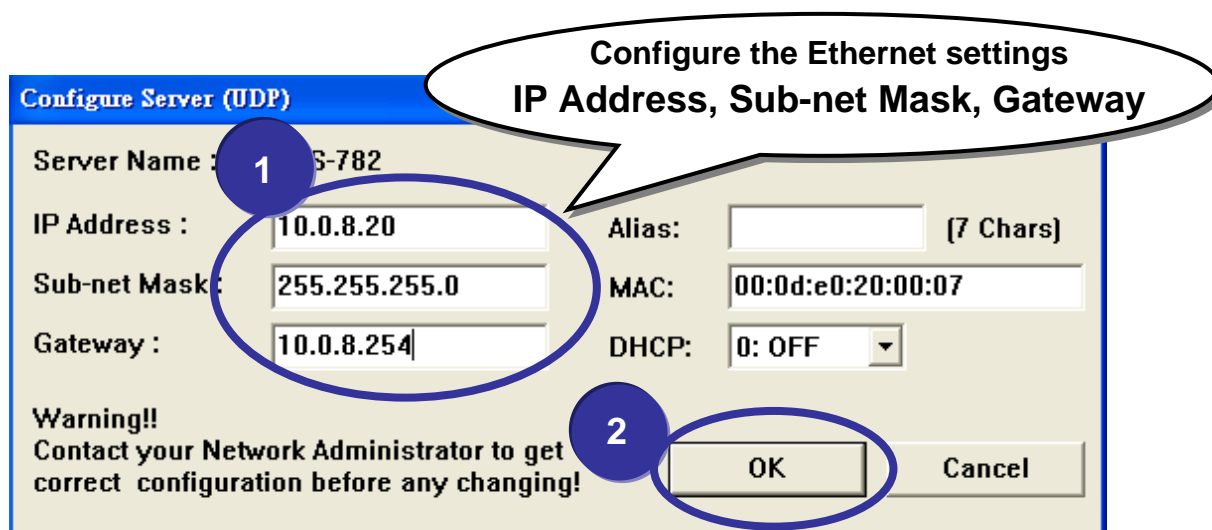 Configure the Ethernet settings
IP Address, Sub-net Mask, Gateway
Configure Server (UDP)
Server Name : S-782
1
IP Address : 10.0.8.20 Alias: (7 Chars)
Sub-net Mask : 255.255.255.0 MAC: 00:0d:e0:20:00:07
Gateway : 10.0.8.254 DHCP: 0: OFF
Warning!!
Contact your Network Administrator to get
correct configuration before any changing!
2
OK Cancel